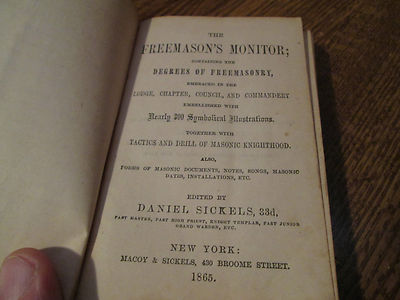 THE
FREEMASON'S MONITOR;
CONTAINING THE
DEGREES OF FREEMASONRY,
EMBRACED IN THE
LODGE, CHAPTER, COUNCIL, AND COMMANDERY
EMBELLISHED WITH
Nearly 300 Symbolical Illustrations.
TOGETHER WITH
TACTICS AND DRILL OF MASONIC KNIGHTHOOD.
ALSO,
FORMS OF MASONIC DOCUMENTS, NOTES, SONGS, MASONIC
DATES, INSTALLATIONS, ETC.
EDITED BY
DANIEL SICKELS, 33d,
PAST MASTER, PAST HIGH PRIEST, KNIGHT TEMPLAR, PAST JUNIOR
GRAND WARDEN, ETC.
NEW YORK:
MACOY & SICKELS, 430 BROOME STREET.
1865.